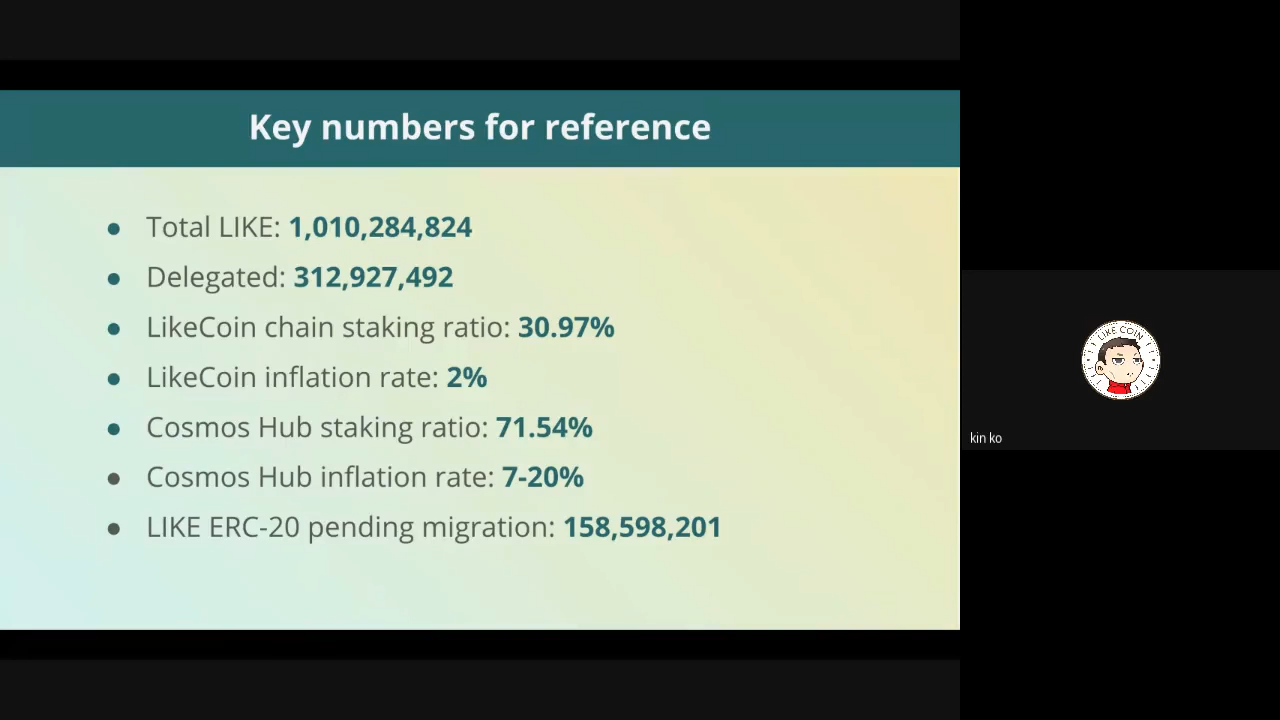 Key numbers for reference
● Total LIKE: 1,010,284,824
● Delegated: 312,927,492
● LikeCoin chain staking ratio: 30.97%
● LikeCoin inflation rate: 2%
● Cosmos Hub staking ratio: 71.54%
● Cosmos Hub inflation rate: 7-20%
● LIKE ERC-20 pending migration: 158,598,201
LIKE COIN
kin ko